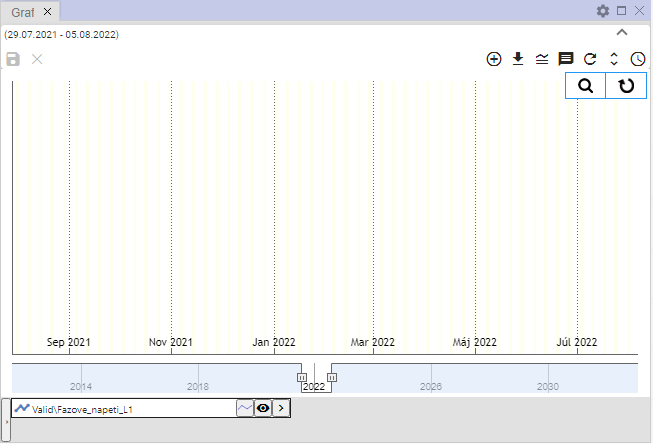 Graf
(29.07.2021 - 05.08.2022)
Sep 2021 Nov 2021 Jan 2022 Mar 2022 Máj 2022 Júl 2022
2014 2018 2022 2026 2030
Valid\Fazove_napeti_L1